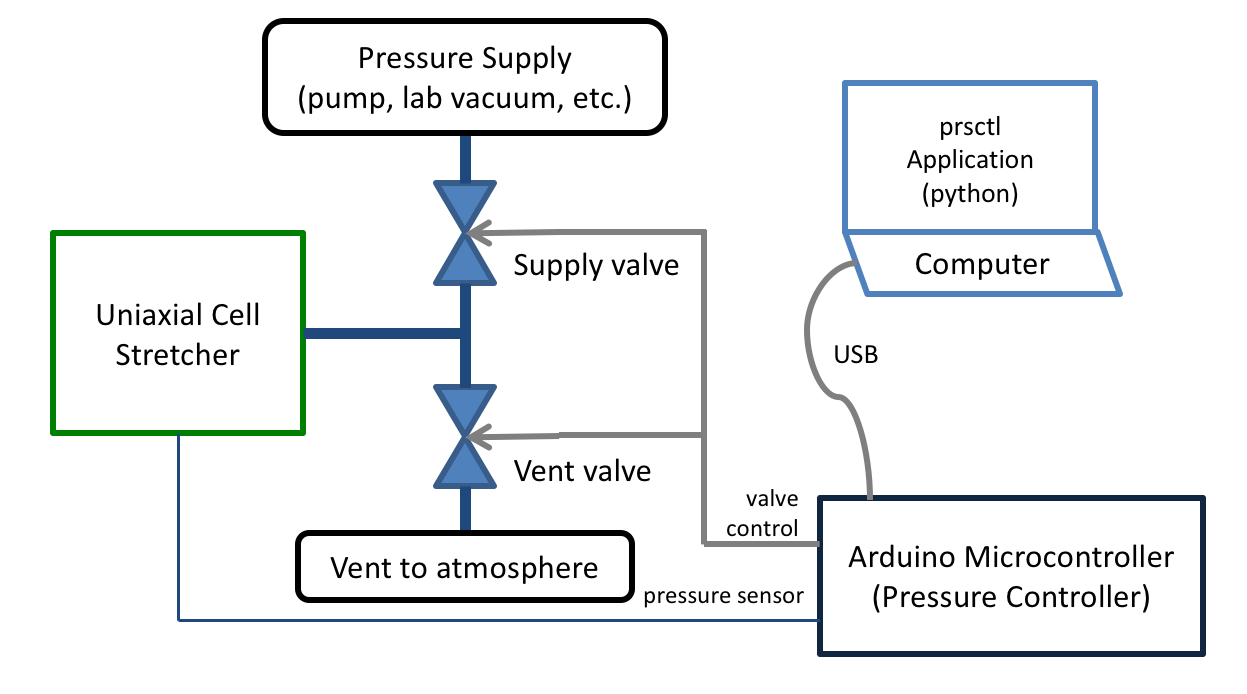 Pressure Supply
(pump, lab vacuum, etc.)
prsctl
Application
(python)
Computer
Supply valve
Uniaxial Cell
Stretcher
USB
Vent valve
valve
control
Vent to atmosphere
Arduino Microcontroller
(Pressure Controller)
pressure sensor